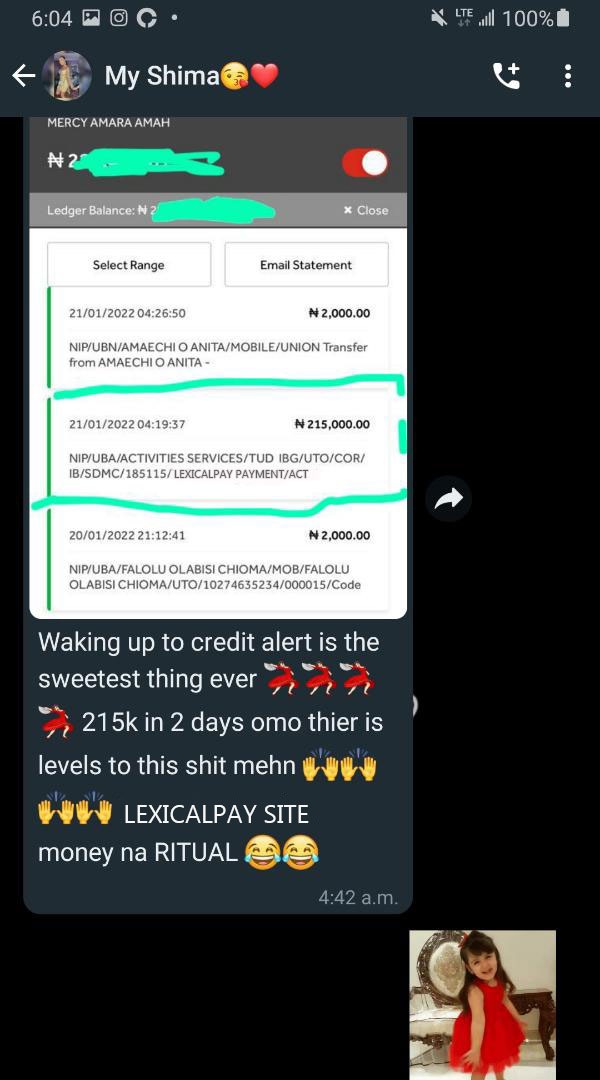 6:04
LTE
100%
My Shima😘❤️
MERCY AMARA AMAH
₦ 2
Ledger Balance: ₦ 2
× Close
Select Range
Email Statement
21/01/2022 04:26:50
₦ 2,000.00
NIP/UBN/AMAECHI O ANITA/MOBILE/UNION Transfer
from AMAECHI O ANITA -
21/01/2022 04:19:37
₦ 215,000.00
NIP/UBA/ACTIVITIES SERVICES/TUD IBG/UTO/COR/
IB/SDMC/185115/ LEXICALPAY PAYMENT/ACT
20/01/2022 21:12:41
₦ 2,000.00
NIP/UBA/FALOLU OLABISI CHIOMA/MOB/FALOLU
OLABISI CHIOMA/UTO/10274635234/000015/Code
Waking up to credit alert is the
sweetest thing ever 💃💃💃
💃 215k in 2 days omo thier is
levels to this shit mehn 🙌🙌
🙌🙌 LEXICALPAY SITE
money na RITUAL 😂😂
4:42 a.m.